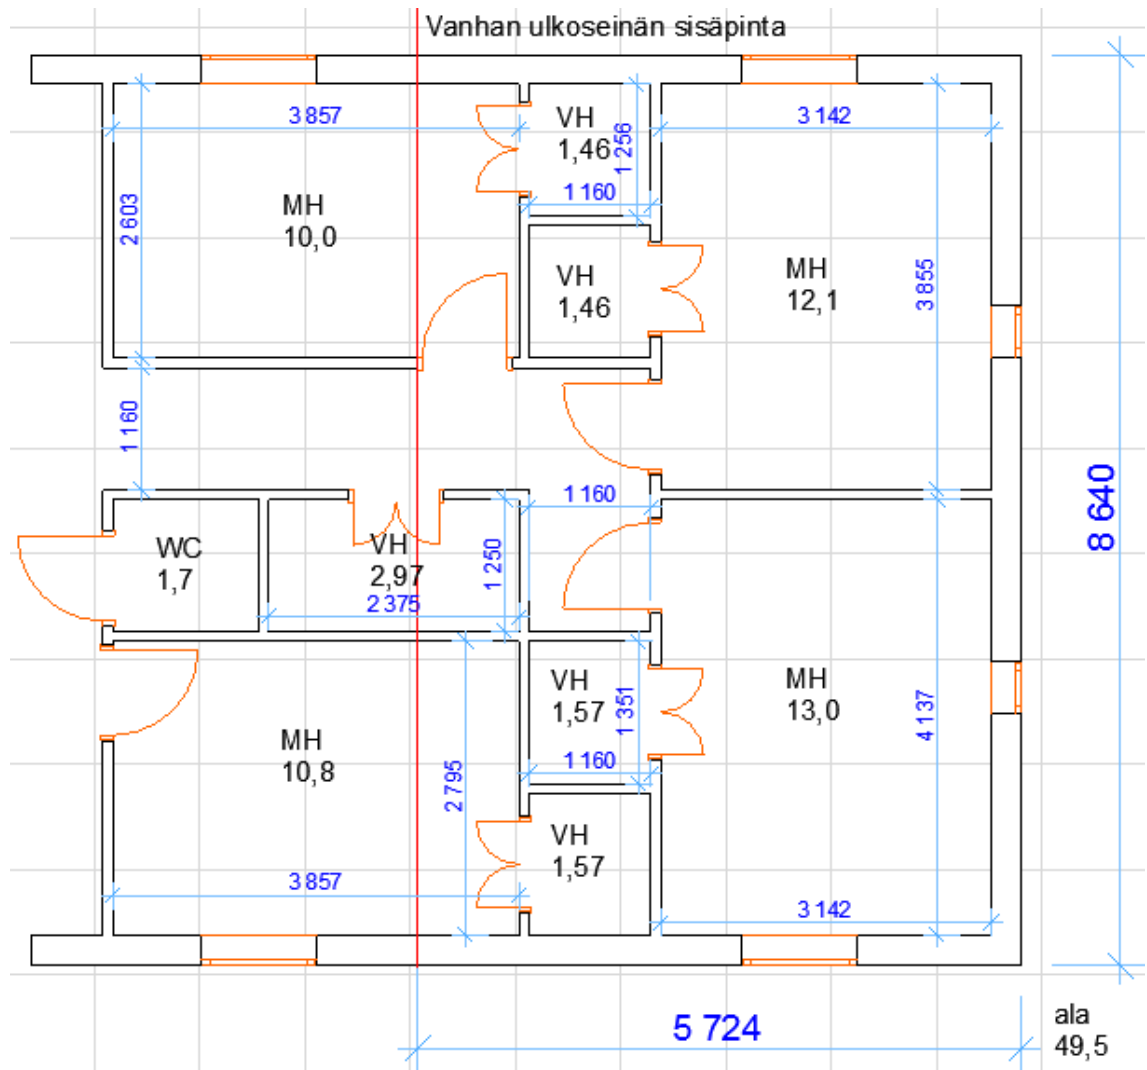 Vanhan ulkoseinän sisäpinta
3 857
VH
1,46
1 256
1 160
3 142
2 603
MH
10,0
VH
1,46
MH
12,1
3 855
1 160
1 160
8 640
WC
1,7
VH
2,97
1 250
2 375
VH
1,57
1 351
1 160
MH
13,0
4 137
MH
10,8
2 795
VH
1,57
3 857
3 142
5 724
ala
49,5